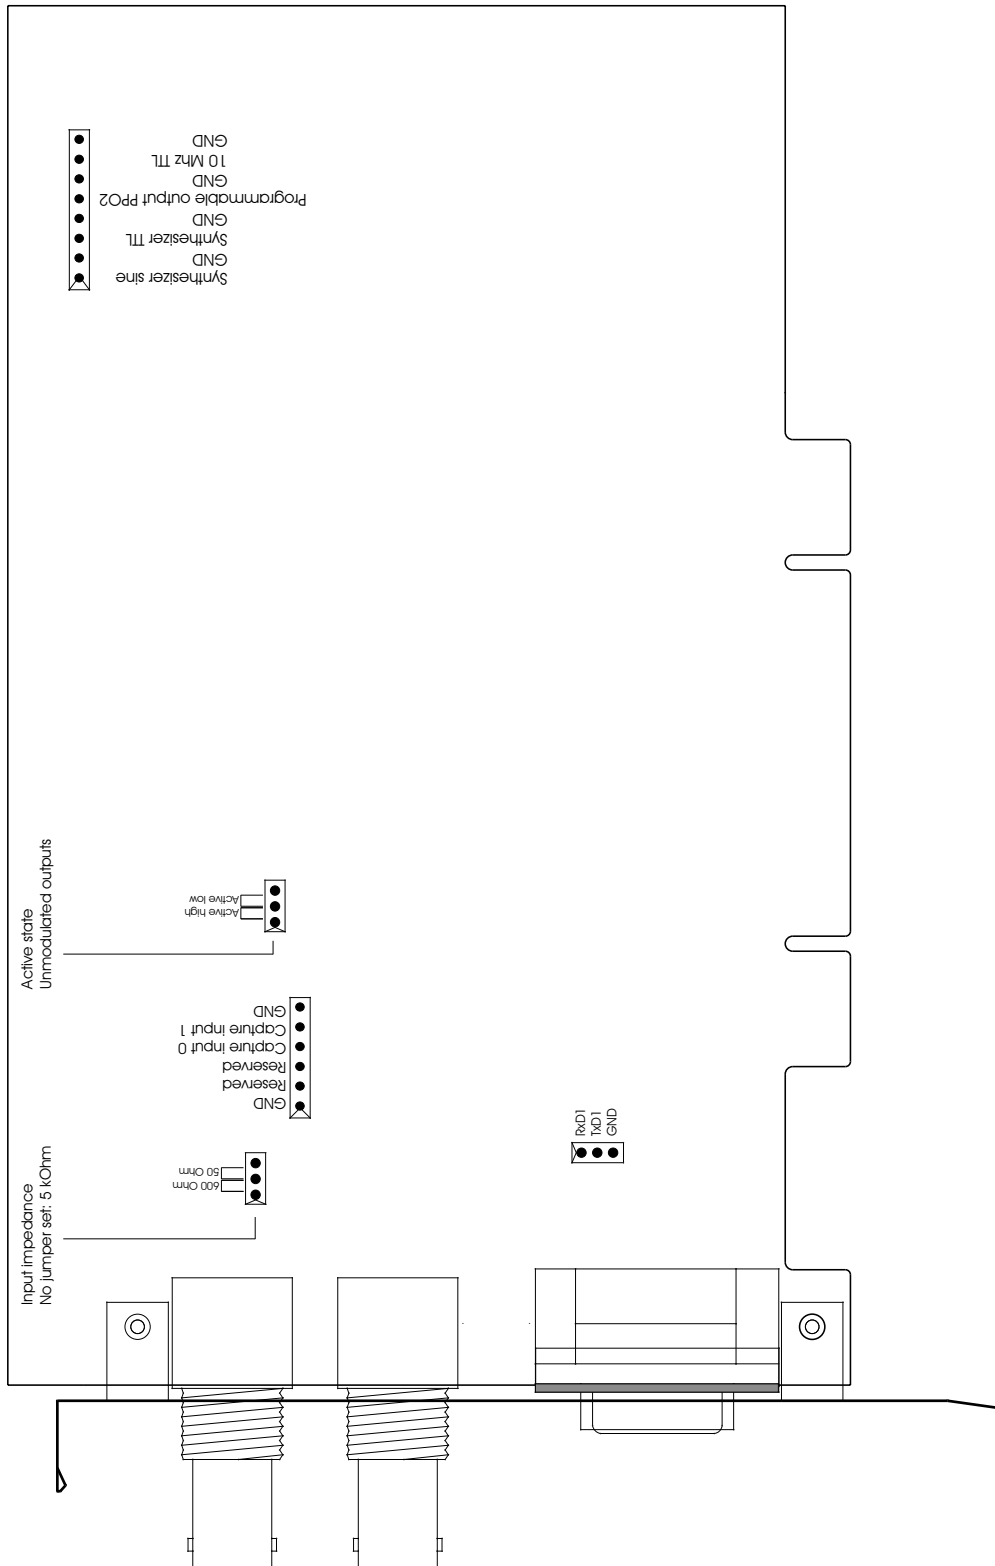 GND
10 Mhz TTL
GND
Programmable output PPO2
GND
Synthesizer TTL
GND
Synthesizer sine
Active state
Unmodulated outputs
Active low
Active high
GND
Capture input 1
Capture input 0
Reserved
Reserved
GND
RxD1
TxD1
GND
Input impedance
No jumper set: 5 kOhm
50 Ohm
600 Ohm